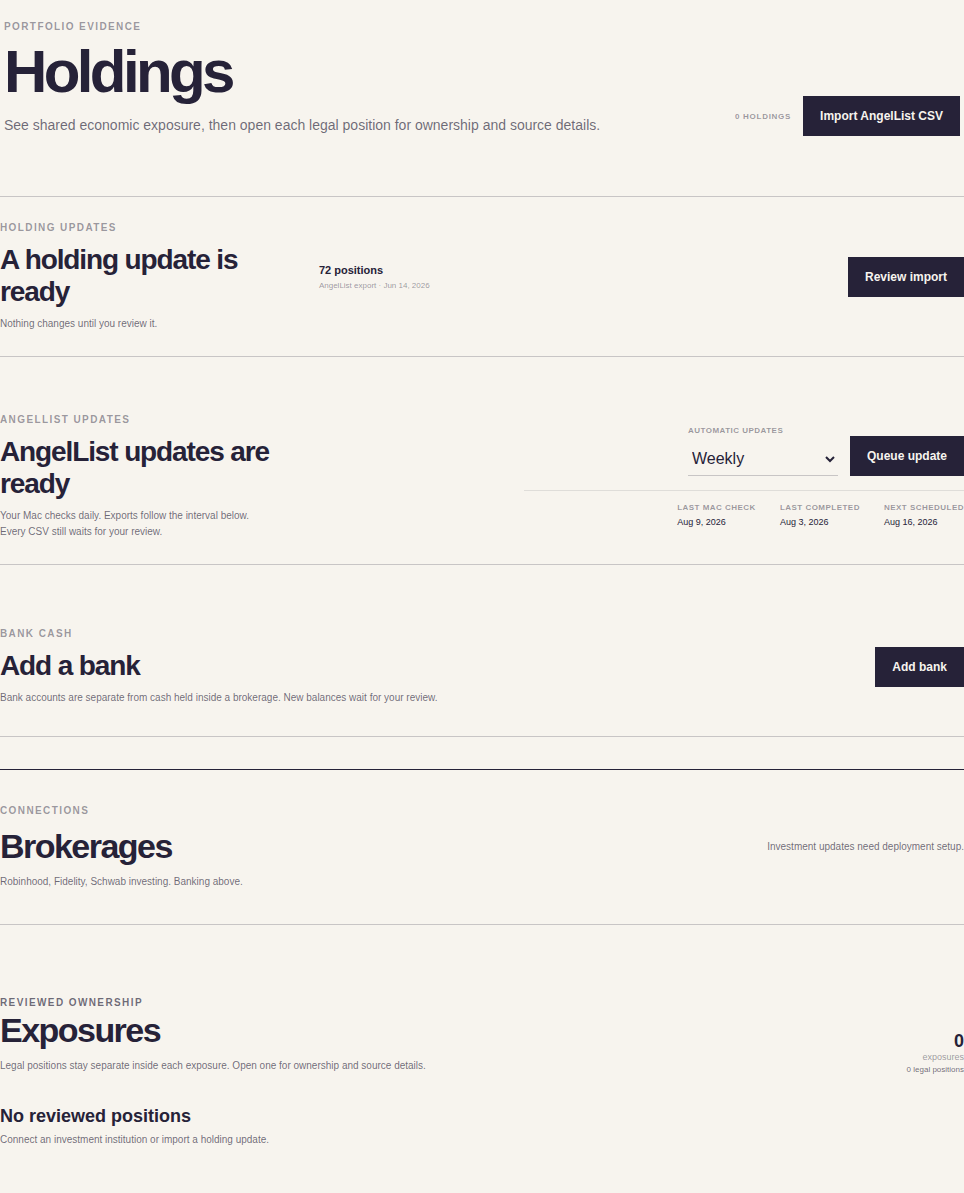 PORTFOLIO EVIDENCE
Holdings
See shared economic exposure, then open each legal position for ownership and source details.
0 HOLDINGS
Import AngelList CSV
HOLDING UPDATES
A holding update is
ready
Nothing changes until you review it.
72 positions
AngelList export · Jun 14, 2026
Review import
ANGELLIST UPDATES
AngelList updates are
ready
Your Mac checks daily. Exports follow the interval below.
Every CSV still waits for your review.
AUTOMATIC UPDATES
Weekly
Queue update
LAST MAC CHECK
Aug 9, 2026
LAST COMPLETED
Aug 3, 2026
NEXT SCHEDULED
Aug 16, 2026
BANK CASH
Add a bank
Bank accounts are separate from cash held inside a brokerage. New balances wait for your review.
Add bank
CONNECTIONS
Brokerages
Robinhood, Fidelity, Schwab investing. Banking above.
Investment updates need deployment setup.
REVIEWED OWNERSHIP
Exposures
Legal positions stay separate inside each exposure. Open one for ownership and source details.
0
exposures
0 legal positions
No reviewed positions
Connect an investment institution or import a holding update.